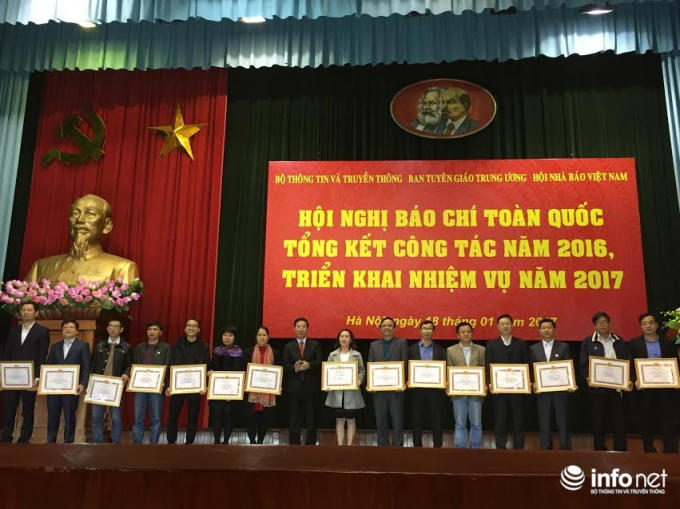 BỘ THÔNG TIN VÀ TRUYỀN THÔNG BAN TUYÊN GIÁO TRUNG ƯƠNG HỘI NHÀ BÁO VIỆT NAM
HỘI NGHỊ BÁO CHÍ TOÀN QUỐC
TỔNG KẾT CÔNG TÁC NĂM 2016,
TRIỂN KHAI NHIỆM VỤ NĂM 2017
Hà Nội, ngày 18 tháng 01
infonet
BỘ THÔNG TIN VÀ TRUYỀN THÔNG